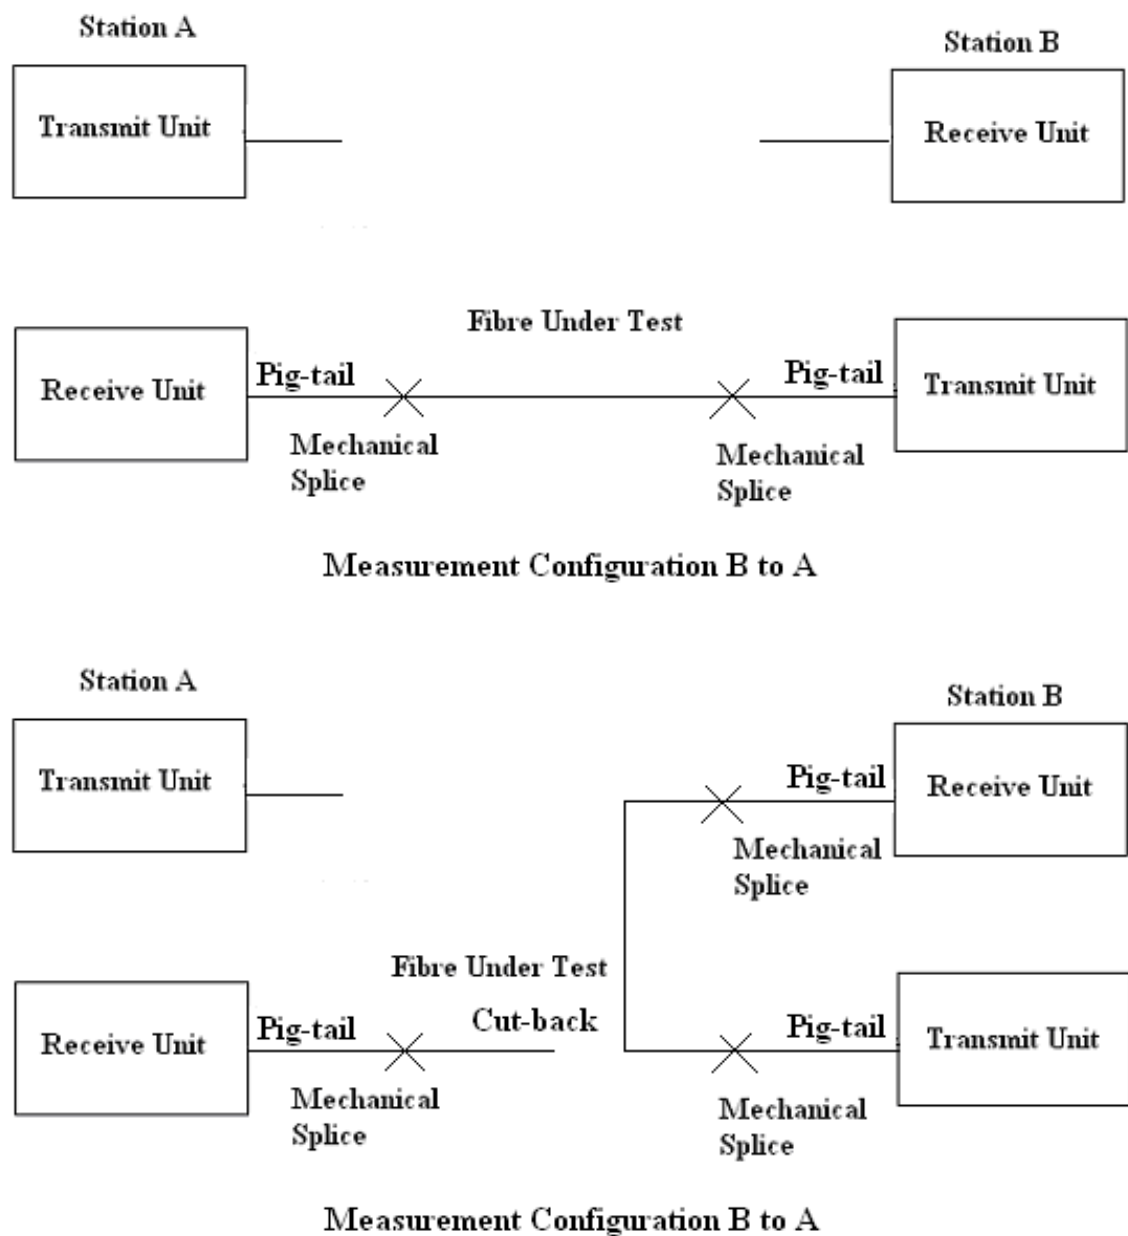 Station A
Station B
Transmit Unit
Receive Unit
Fibre Under Test
Receive Unit
Pig-tail
Pig-tail
Transmit Unit
Mechanical
Splice
Mechanical
Splice
Measurement Configuration B to A
Station A
Station B
Transmit Unit
Pig-tail
Receive Unit
Mechanical
Splice
Fibre Under Test
Receive Unit
Pig-tail
Cut-back
Pig-tail
Transmit Unit
Mechanical
Splice
Mechanical
Splice
Measurement Configuration B to A